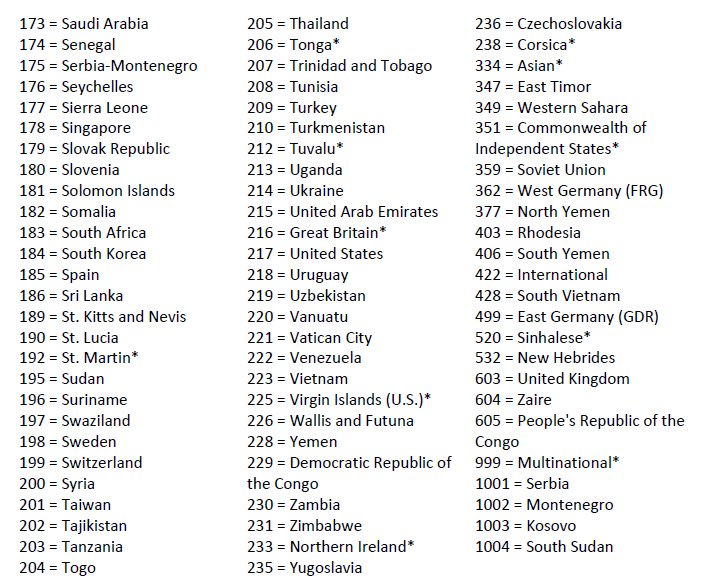 173 = Saudi Arabia
174 = Senegal
175 = Serbia-Montenegro
176 = Seychelles
177 = Sierra Leone
178 = Singapore
179 = Slovak Republic
180 = Slovenia
181 = Solomon Islands
182 = Somalia
183 = South Africa
184 = South Korea
185 = Spain
186 = Sri Lanka
189 = St. Kitts and Nevis
190 = St. Lucia
192 = St. Martin*
195 = Sudan
196 = Suriname
197 = Swaziland
198 = Sweden
199 = Switzerland
200 = Syria
201 = Taiwan
202 = Tajikistan
203 = Tanzania
204 = Togo
205 = Thailand
206 = Tonga*
207 = Trinidad and Tobago
208 = Tunisia
209 = Turkey
210 = Turkmenistan
212 = Tuvalu*
213 = Uganda
214 = Ukraine
215 = United Arab Emirates
216 = Great Britain*
217 = United States
218 = Uruguay
219 = Uzbekistan
220 = Vanuatu
221 = Vatican City
222 = Venezuela
223 = Vietnam
225 = Virgin Islands (U.S.)*
226 = Wallis and Futuna
228 = Yemen
229 = Democratic Republic of
the Congo
230 = Zambia
231 = Zimbabwe
233 = Northern Ireland*
235 = Yugoslavia
236 = Czechoslovakia
238 = Corsica*
334 = Asian*
347 = East Timor
349 = Western Sahara
351 = Commonwealth of
Independent States*
359 = Soviet Union
362 = West Germany (FRG)
377 = North Yemen
403 = Rhodesia
406 = South Yemen
422 = International
428 = South Vietnam
499 = East Germany (GDR)
520 = Sinhalese*
532 = New Hebrides
603 = United Kingdom
604 = Zaire
605 = People's Republic of the
Congo
999 = Multinational*
1001 = Serbia
1002 = Montenegro
1003 = Kosovo
1004 = South Sudan